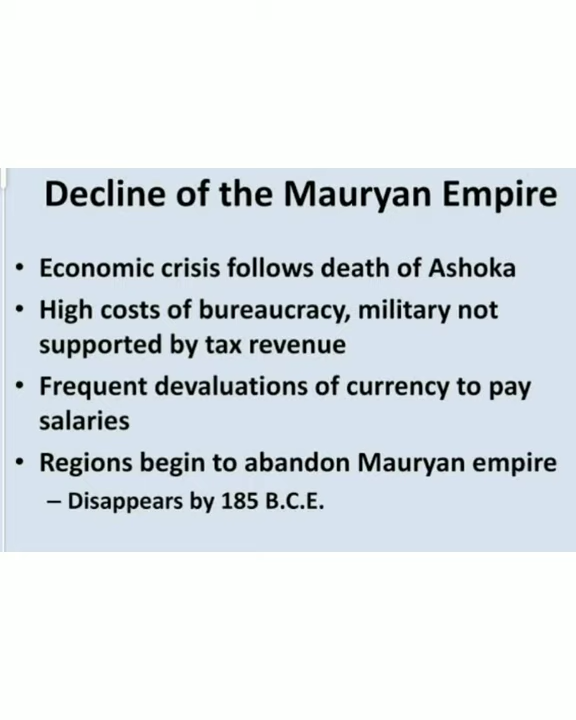 Decline of the Mauryan Empire
• Economic crisis follows death of Ashoka
• High costs of bureaucracy, military not
supported by tax revenue
• Frequent devaluations of currency to pay
salaries
• Regions begin to abandon Mauryan empire
– Disappears by 185 B.C.E.